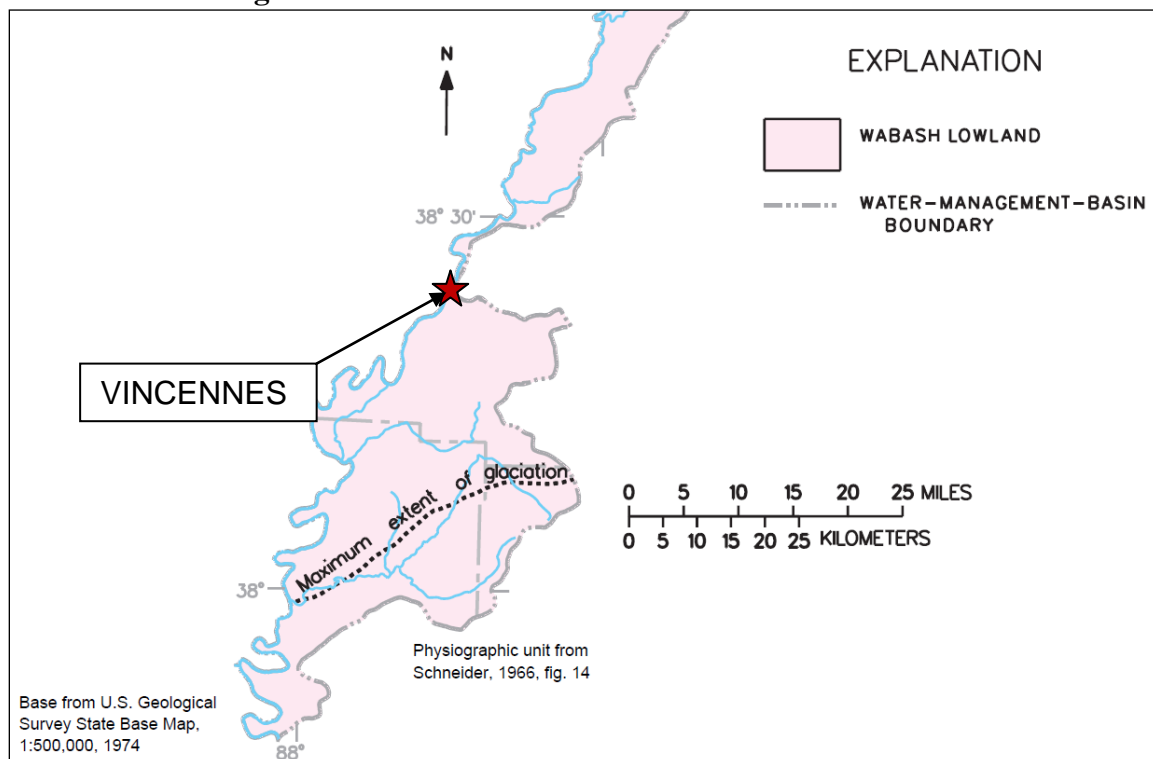 N
EXPLANATION
WABASH LOWLAND
WATER-MANAGEMENT-BASIN
BOUNDARY
38° 30'
VINCENNES
Maximum extent of glaciation
0 5 10 15 20 25 MILES
0 5 10 15 20 25 KILOMETERS
38°
Physiographic unit from
Schneider, 1966, fig. 14
Base from U.S. Geological
Survey State Base Map,
1:500,000, 1974
88°